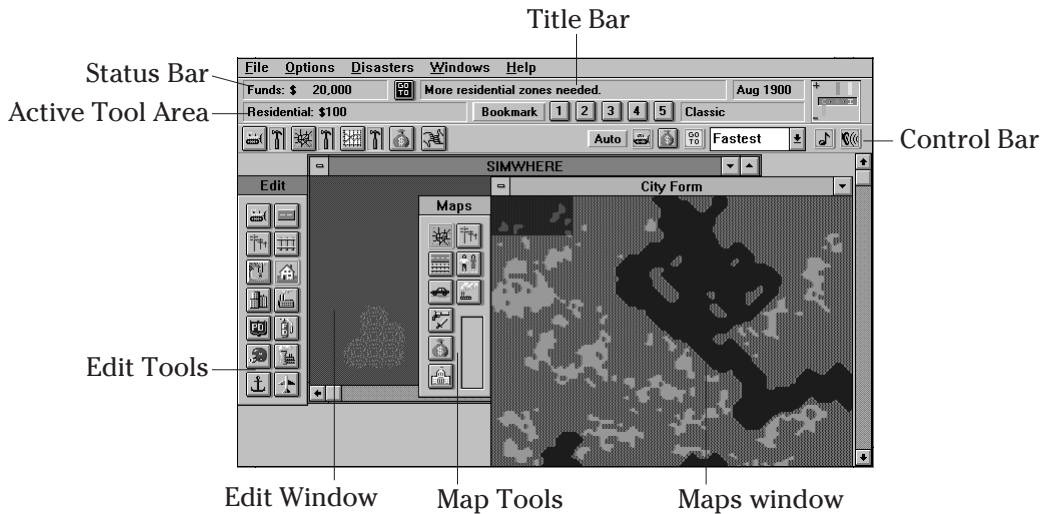 Title Bar
Status Bar
Active Tool Area
Control Bar
File Options Disasters Windows Help
Funds: $ 20,000 GO TO More residential zones needed. Aug 1900
Residential: $100 Bookmark 1 2 3 4 5 Classic
Auto GO TO Fastest
SIMWHERE
Edit
City Form
Maps
PD
Edit Tools
Edit Window
Map Tools
Maps window